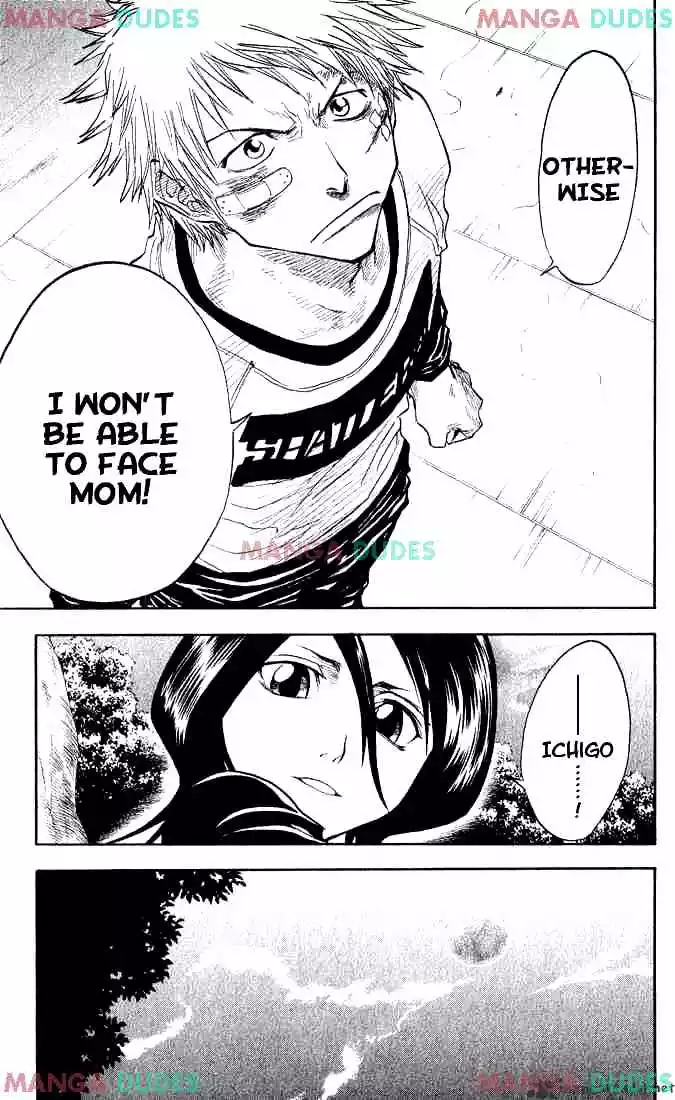 MANGA DUDES MANGA DUDES
OTHER-
WISE
I WON'T
BE ABLE
TO FACE
MOM!
MANGA DUDES
ICHIGO
MANGA DUDES MANGA DUDES